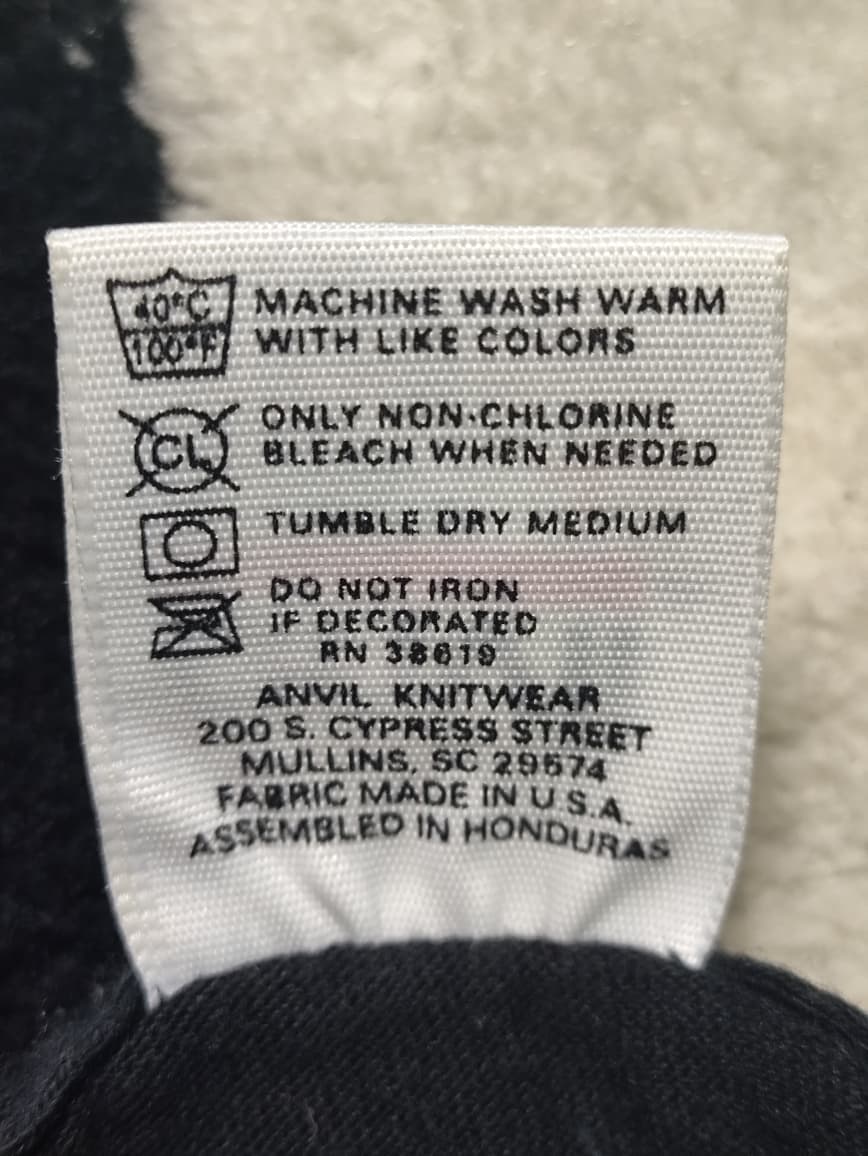 40°C
100°F
MACHINE WASH WARM
WITH LIKE COLORS
CL
ONLY NON-CHLORINE
BLEACH WHEN NEEDED
TUMBLE DRY MEDIUM
DO NOT IRON
IF DECORATED
RN 38619
ANVIL KNITWEAR
200 S. CYPRESS STREET
MULLINS, SC 29574
FABRIC MADE IN U.S.A.
ASSEMBLED IN HONDURAS